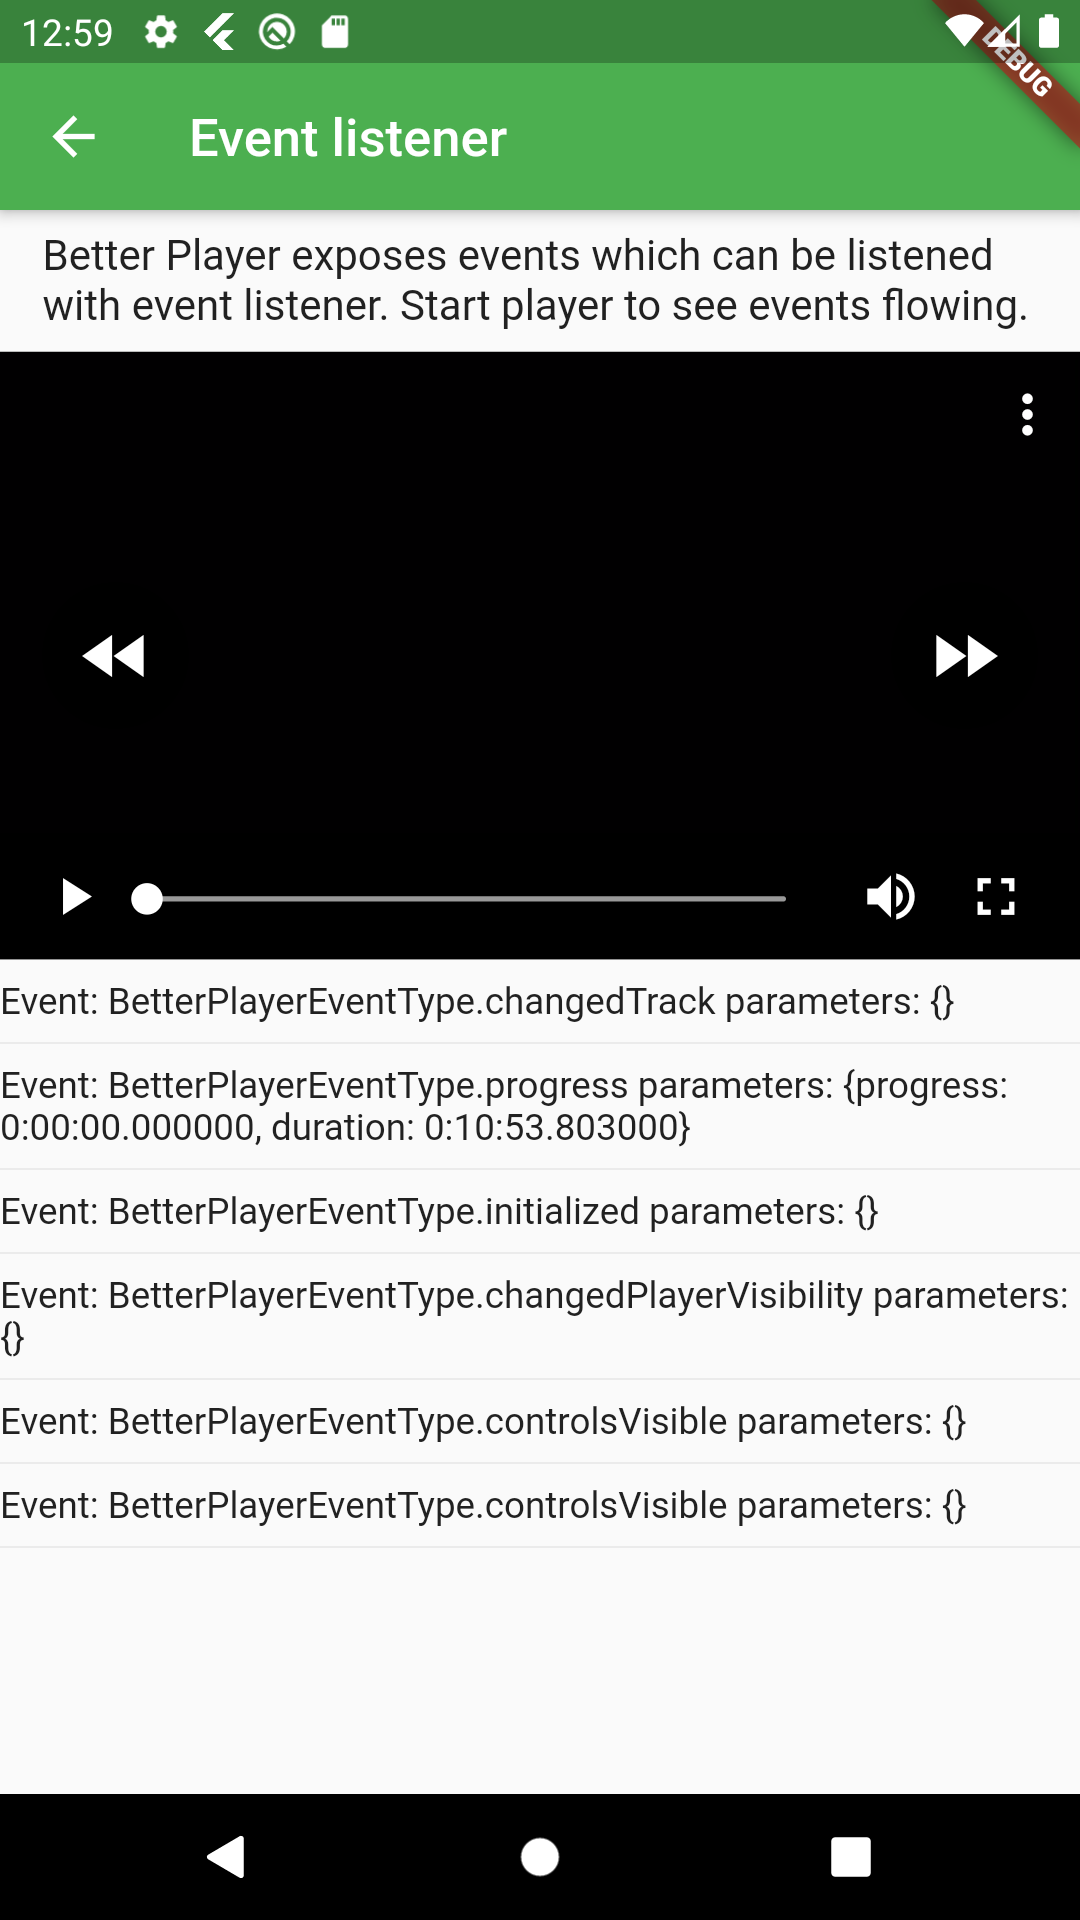 12:59
DEBUG
Event listener
Better Player exposes events which can be listened
with event listener. Start player to see events flowing.
Event: BetterPlayerEventType.changedTrack parameters: {}
Event: BetterPlayerEventType.progress parameters: {progress:
0:00:00.000000, duration: 0:10:53.803000}
Event: BetterPlayerEventType.initialized parameters: {}
Event: BetterPlayerEventType.changedPlayerVisibility parameters:
{}
Event: BetterPlayerEventType.controlsVisible parameters: {}
Event: BetterPlayerEventType.controlsVisible parameters: {}